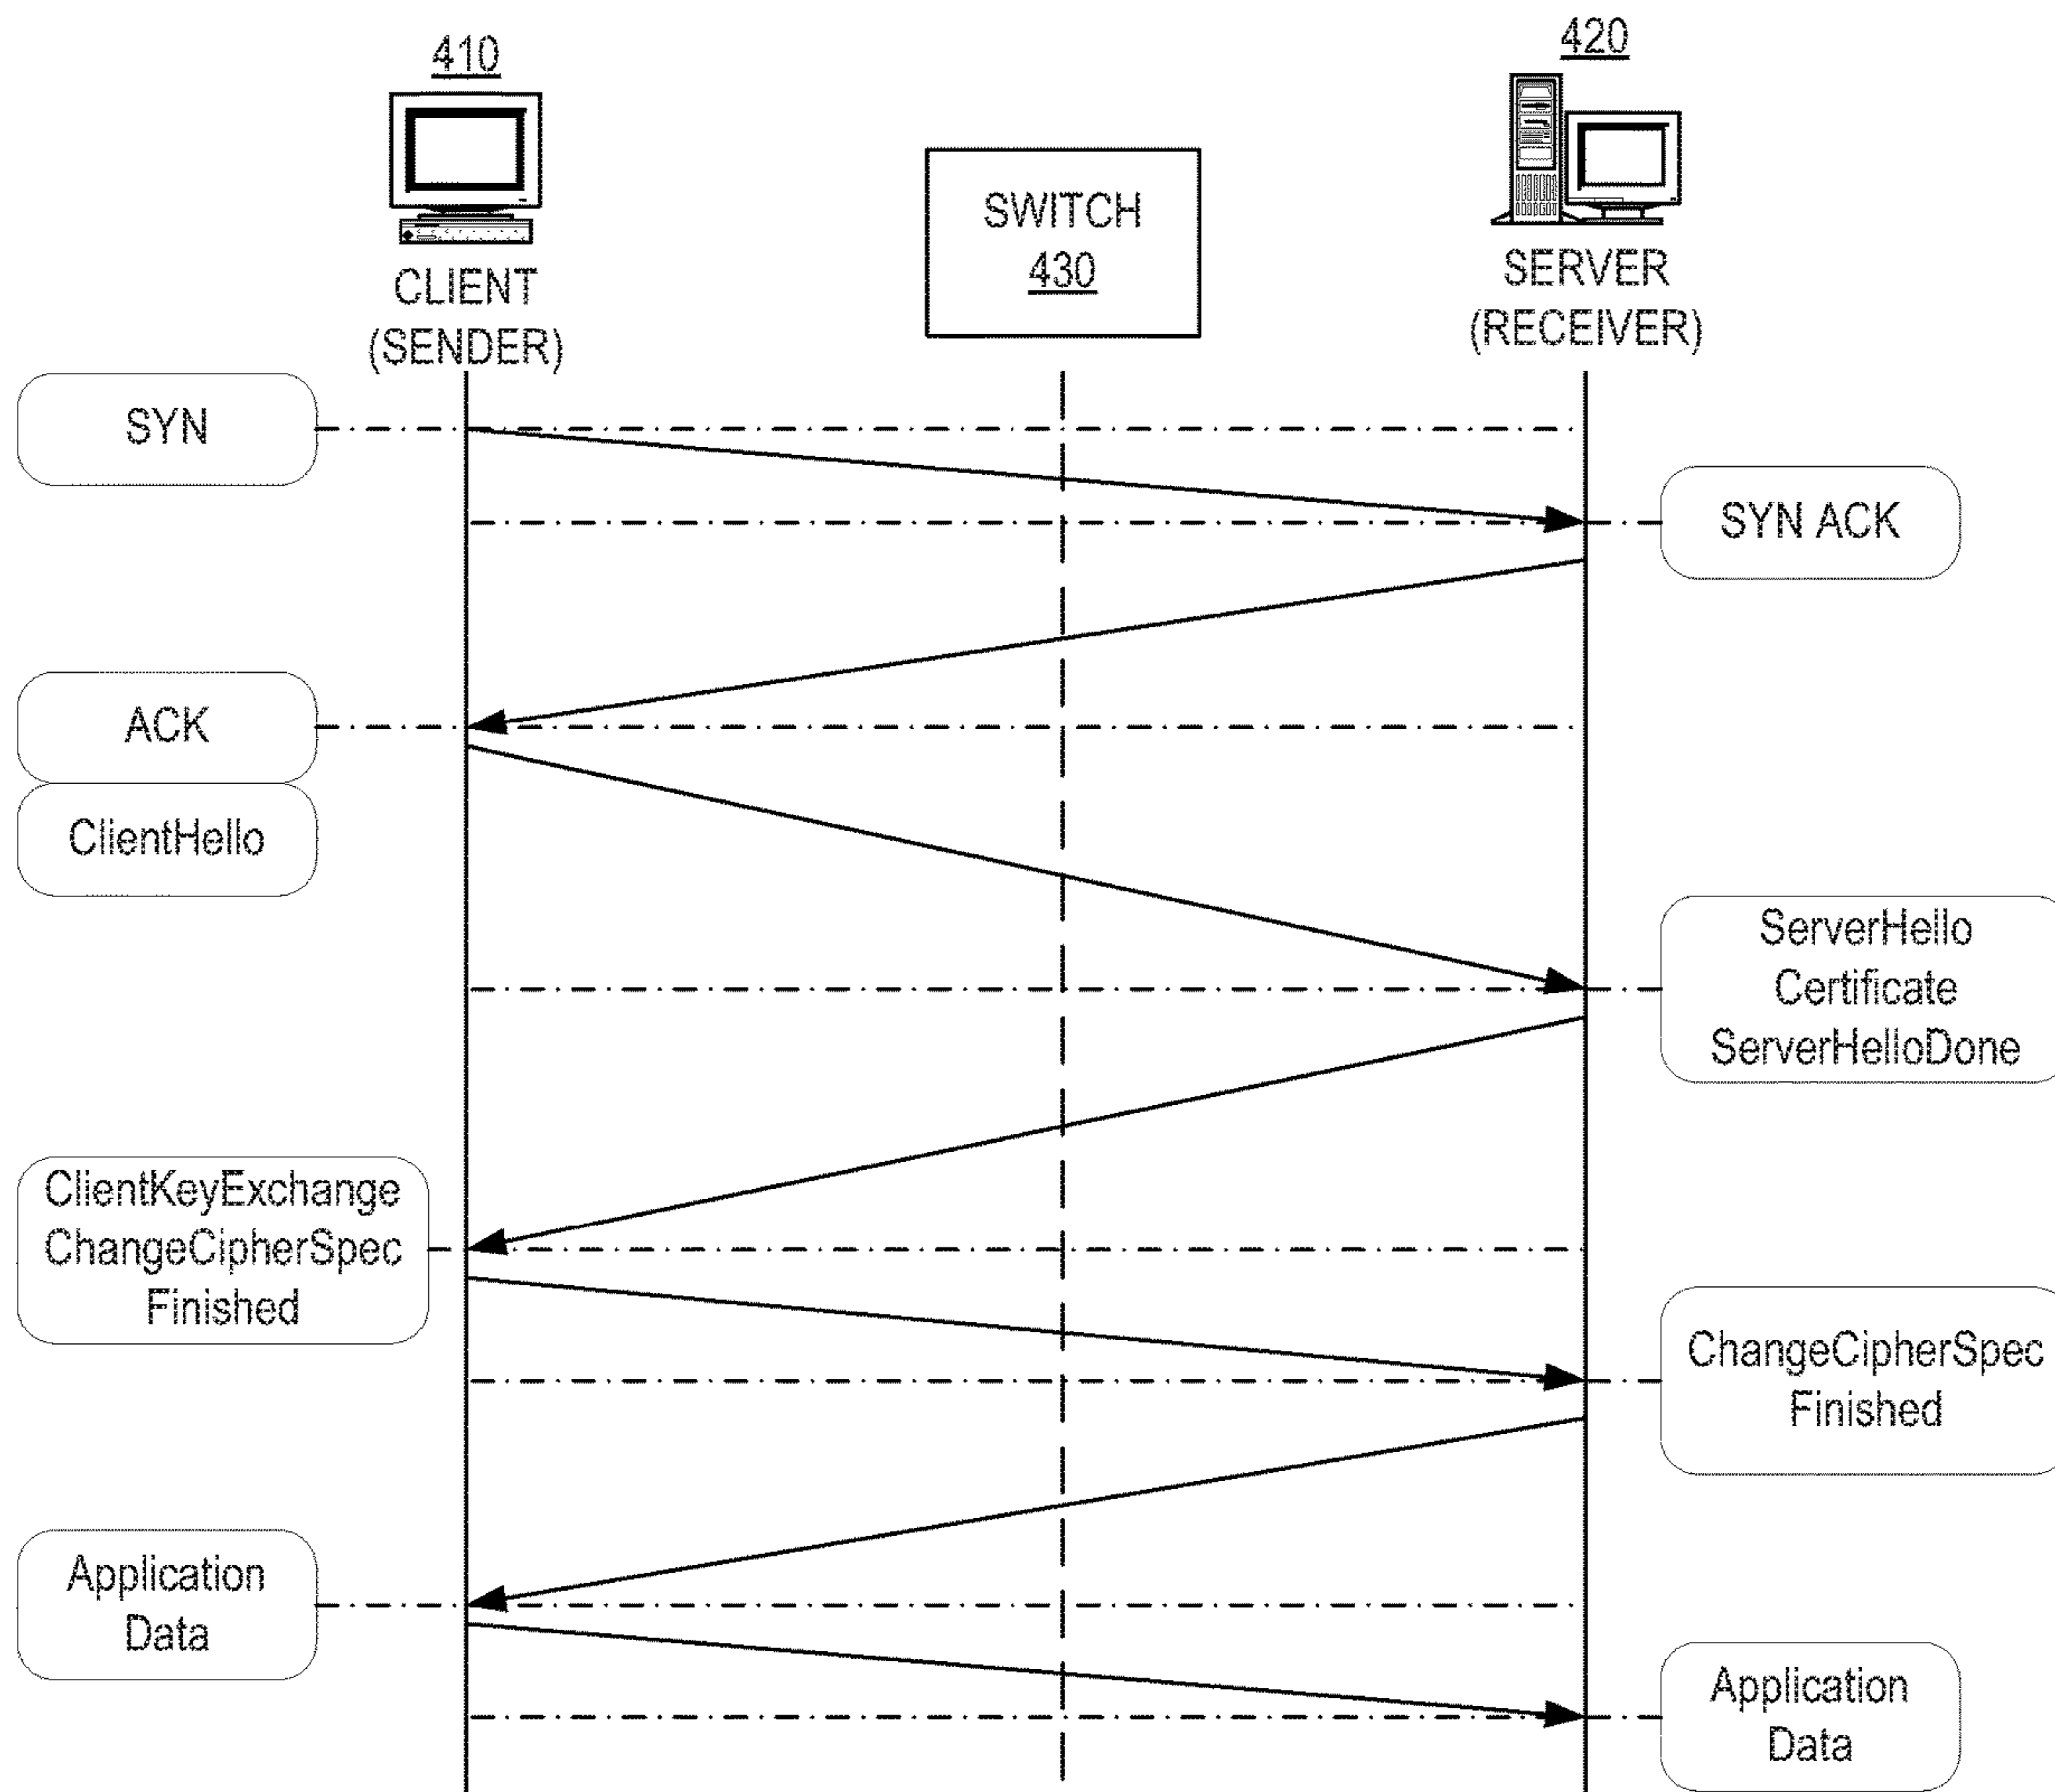 410
420
SWITCH
430
CLIENT
(SENDER)
SERVER
(RECEIVER)
SYN
SYN ACK
ACK
ClientHello
ServerHello
Certificate
ServerHelloDone
ClientKeyExchange
ChangeCipherSpec
Finished
ChangeCipherSpec
Finished
Application
Data
Application
Data